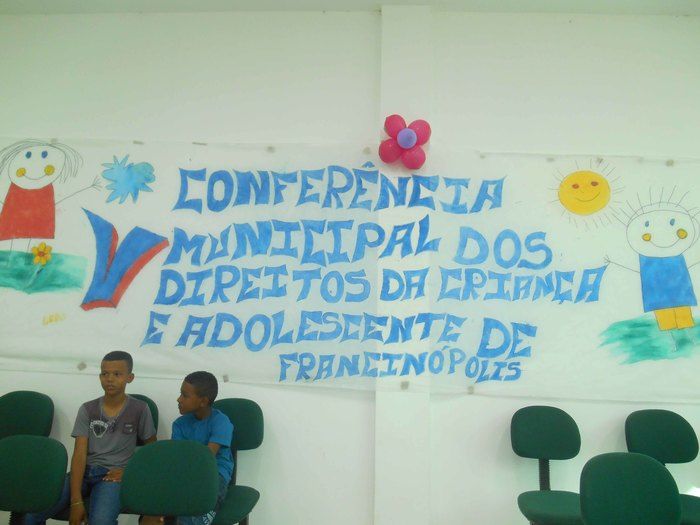 CONFERÊNCIA
V MUNICIPAL DOS
DIREITOS DA CRIANÇA
E ADOLESCENTE DE
FRANCINÓPOLIS